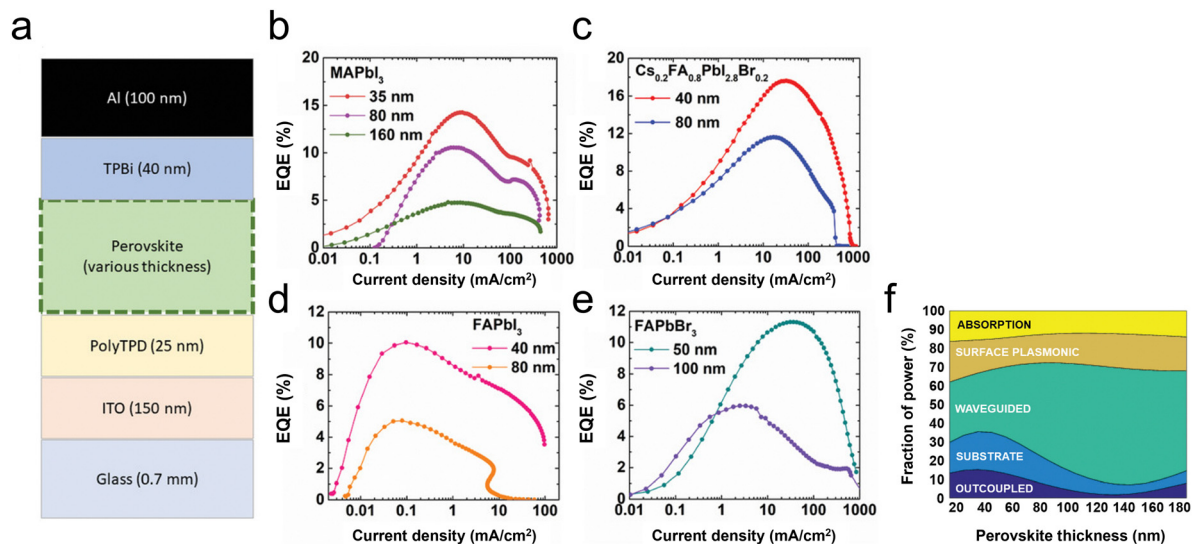 a
Al (100 nm)
TPBi (40 nm)
Perovskite
(various thickness)
PolyTPD (25 nm)
ITO (150 nm)
Glass (0.7 mm)
b
MAPbI₃
35 nm
80 nm
160 nm
20
15
10
5
0
EQE (%)
0.01 0.1 1 10 100 1000
Current density (mA/cm²)
c
Cs₀.₂FA₀.₈PbI₂.₈Br₀.₂
40 nm
80 nm
20
16
12
8
4
0
EQE (%)
0.01 0.1 1 10 100 1000
Current density (mA/cm²)
d
FAPbI₃
40 nm
80 nm
12
10
8
6
4
2
0
EQE (%)
0.01 0.1 1 10 100
Current density (mA/cm²)
e
FAPbBr₃
50 nm
100 nm
12
10
8
6
4
2
0
EQE (%)
0.01 0.1 1 10 100 1000
Current density (mA/cm²)
f
100
90
80
70
60
50
40
30
20
10
0
Fraction of power (%)
ABSORPTION
SURFACE PLASMONIC
WAVEGUIDED
SUBSTRATE
OUTCOUPLED
20 40 60 80 100 120 140 160 180
Perovskite thickness (nm)